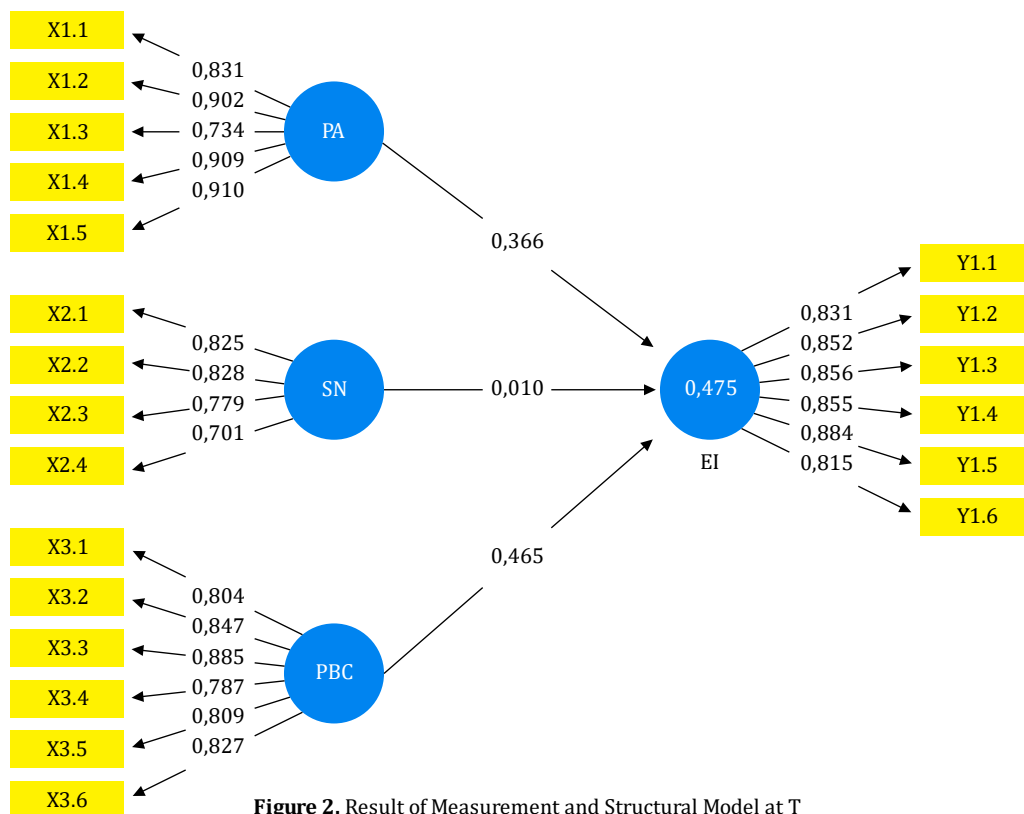 X1.1
X1.2
X1.3
X1.4
X1.5
0,831
0,902
0,734
0,909
0,910
PA
0,366
X2.1
X2.2
X2.3
X2.4
0,825
0,828
0,779
0,701
SN
0,010
X3.1
X3.2
X3.3
X3.4
X3.5
X3.6
0,804
0,847
0,885
0,787
0,809
0,827
PBC
0,465
0,475
EI
0,831
0,852
0,856
0,855
0,884
0,815
Y1.1
Y1.2
Y1.3
Y1.4
Y1.5
Y1.6
Figure 2. Result of Measurement and Structural Model at T